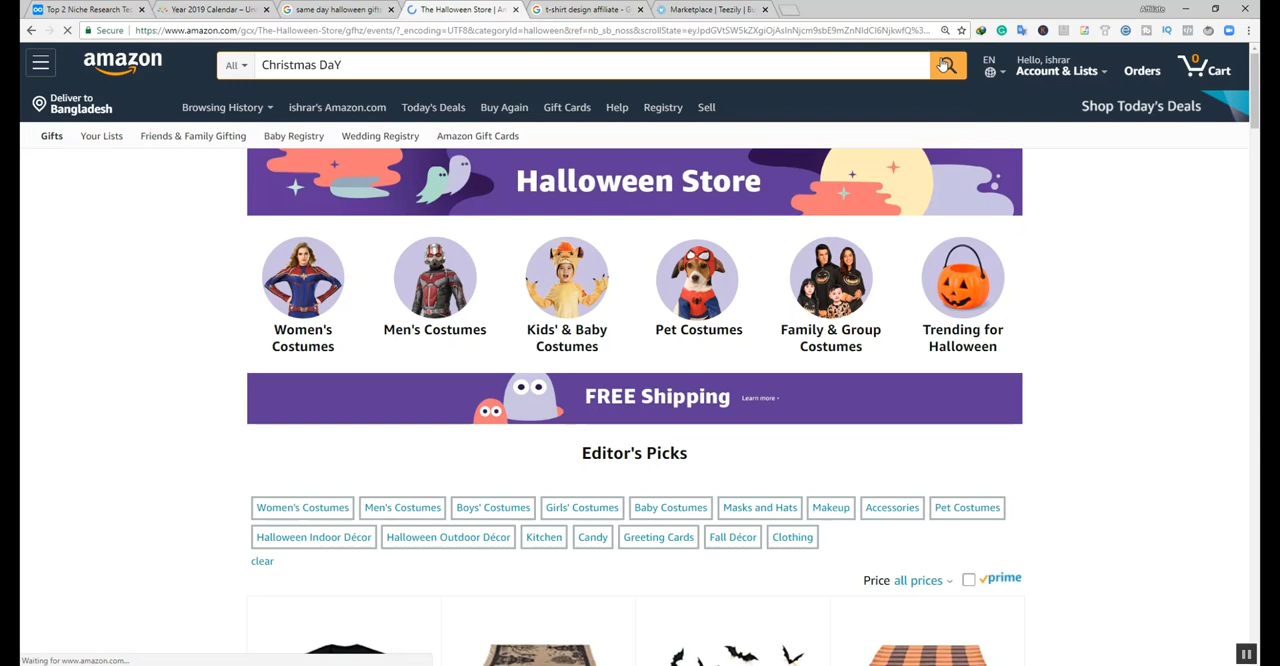 Top 2 Niche Research Te
Year 2019 Calendar – Un
same day halloween gift
The Halloween Store | A
t-shirt design affiliate - G
Marketplace | Teezily | Bu
Affiliate
Secure
https://www.amazon.com/gcx/The-Halloween-Store/gfhz/events/?_encoding=UTF8&categoryId=halloween&ref=nb_sb_noss&scrollState=
amazon
All
Christmas DaY
EN
Hello, ishrar
Account & Lists
Orders
0
Cart
Deliver to
Bangladesh
Browsing History
ishrar's Amazon.com
Today's Deals
Buy Again
Gift Cards
Help
Registry
Sell
Shop Today's Deals
Gifts
Your Lists
Friends & Family Gifting
Baby Registry
Wedding Registry
Amazon Gift Cards
Halloween Store
Women's
Costumes
Men's Costumes
Kids' & Baby
Costumes
Pet Costumes
Family & Group
Costumes
Trending for
Halloween
FREE Shipping
Learn more ›
Editor's Picks
Women's Costumes
Men's Costumes
Boys' Costumes
Girls' Costumes
Baby Costumes
Masks and Hats
Makeup
Accessories
Pet Costumes
Halloween Indoor Décor
Halloween Outdoor Décor
Kitchen
Candy
Greeting Cards
Fall Décor
Clothing
clear
Price all prices
prime
Waiting for www.amazon.com...